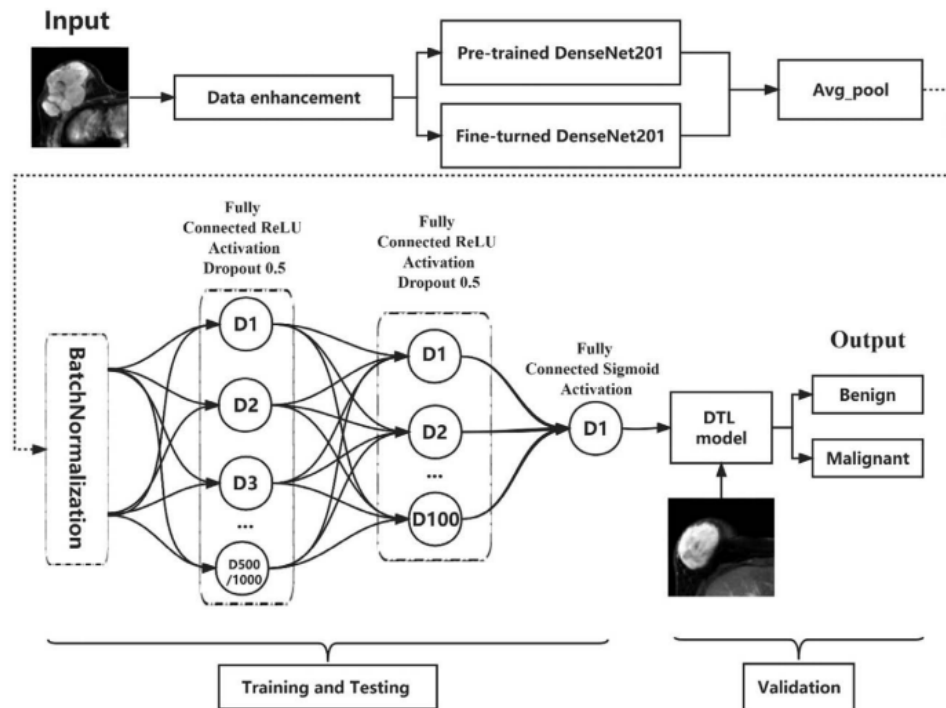 Input
Data enhancement
Pre-trained DenseNet201
Fine-turned DenseNet201
Avg_pool
Fully
Connected ReLU
Activation
Dropout 0.5
Fully
Connected ReLU
Activation
Dropout 0.5
BatchNormalization
D1
D2
D3
...
D500
/1000
D1
D2
...
D100
Fully
Connected Sigmoid
Activation
D1
DTL
model
Output
Benign
Malignant
Training and Testing
Validation